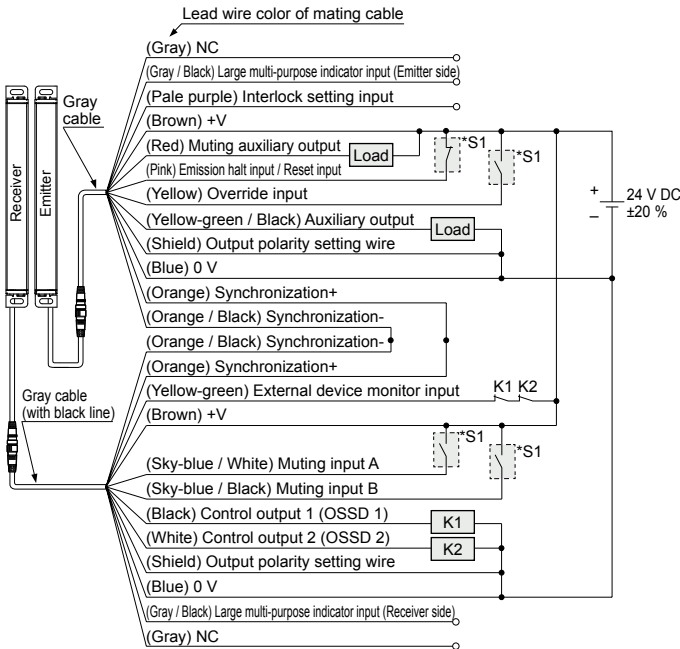 Lead wire color of mating cable
(Gray) NC
(Gray / Black) Large multi-purpose indicator input (Emitter side)
(Pale purple) Interlock setting input
Gray
cable
(Brown) +V
(Red) Muting auxiliary output
Load
*S1
*S1
(Pink) Emission halt input / Reset input
(Yellow) Override input
Receiver
Emitter
+
–
24 V DC
±20 %
(Yellow-green / Black) Auxiliary output
Load
(Shield) Output polarity setting wire
(Blue) 0 V
(Orange) Synchronization+
(Orange / Black) Synchronization-
(Orange / Black) Synchronization-
(Orange) Synchronization+
(Yellow-green) External device monitor input
K1 K2
Gray cable
(with black line)
(Brown) +V
*S1
*S1
(Sky-blue / White) Muting input A
(Sky-blue / Black) Muting input B
(Black) Control output 1 (OSSD 1)
K1
(White) Control output 2 (OSSD 2)
K2
(Shield) Output polarity setting wire
(Blue) 0 V
(Gray / Black) Large multi-purpose indicator input (Receiver side)
(Gray) NC